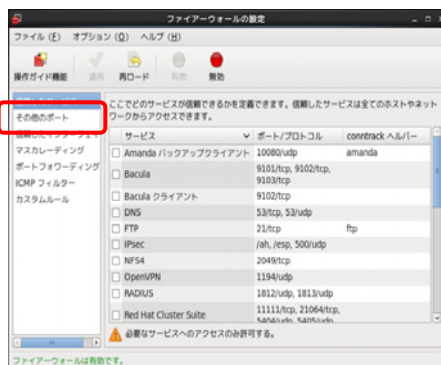 ファイアーウォールの設定
ファイル (F) オプション (O) ヘルプ (H)
操作ガイド機能 適用 再ロード 有効 無効
その他のポート
マスカレーディング
ポートフォワーディング
ICMP フィルター
カスタムルール
ここでどのサービスが信頼できるかを定義できます。信頼したサービスは全てのホストやネット
ワークからアクセスできます。
サービス ポート/プロトコル conntrack ヘルパー
Amanda バックアップクライアント 10080/udp amanda
Bacula 9101/tcp, 9102/tcp,
9103/tcp
Bacula クライアント 9102/tcp
DNS 53/tcp, 53/udp
FTP 21/tcp ftp
IPsec /ah, /esp, 500/udp
NFS4 2049/tcp
OpenVPN 1194/udp
RADIUS 1812/udp, 1813/udp
Red Hat Cluster Suite 11111/tcp, 21064/tcp,
5404/udp, 5405/udp
必要なサービスへのアクセスのみ許可する。
ファイアーウォールは有効です。